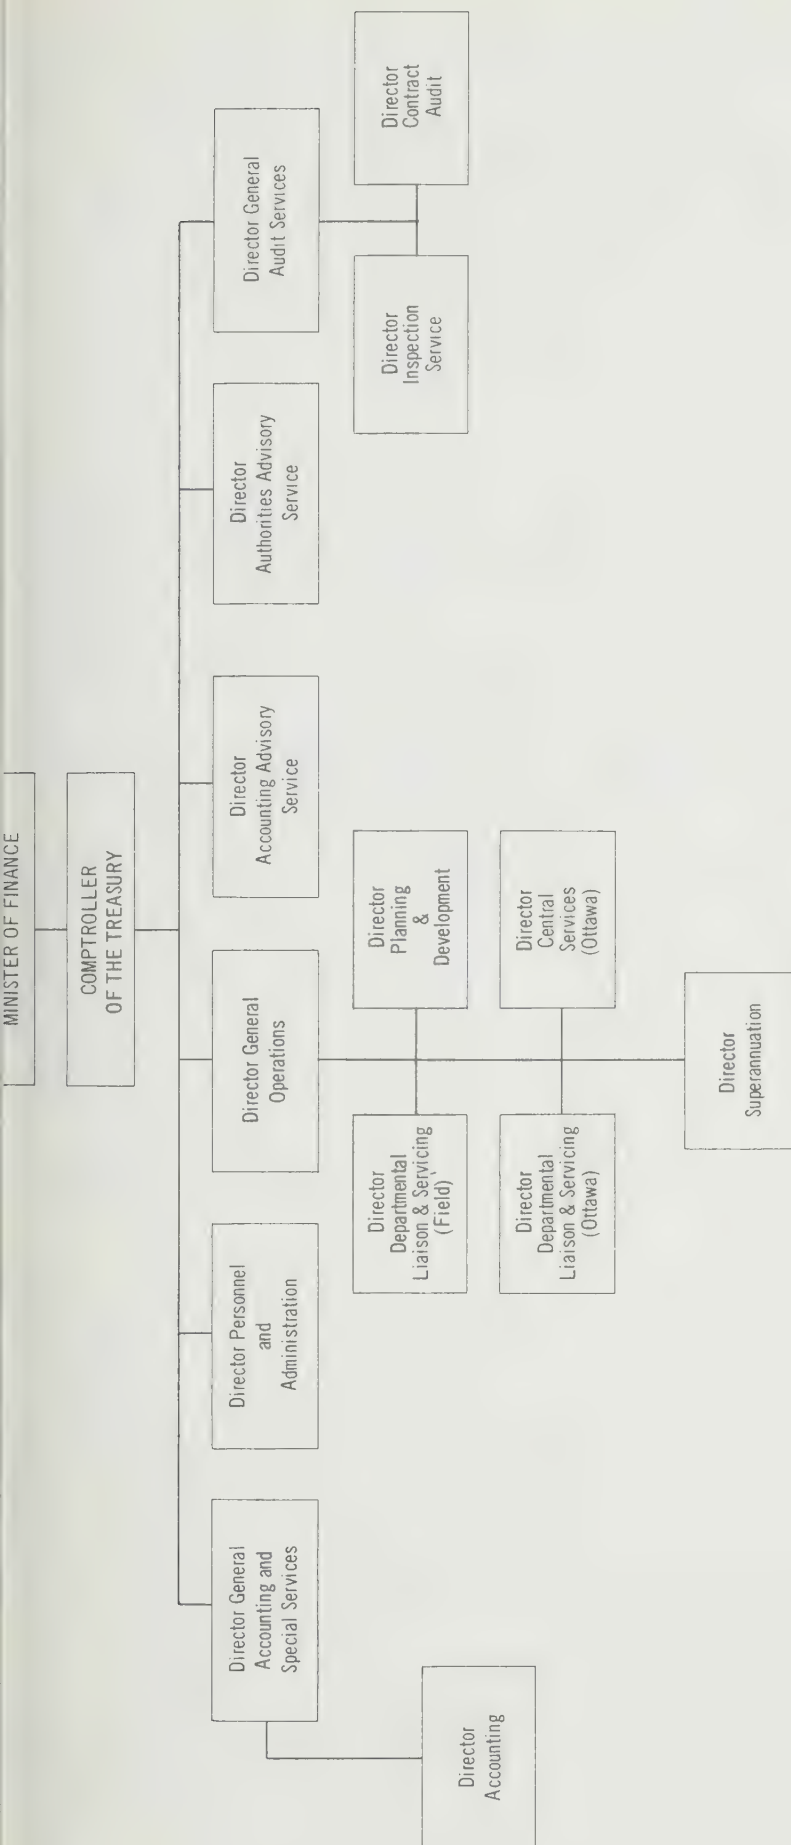 MINISTER OF FINANCE
COMPTROLLER
OF THE TREASURY
Director General
Accounting and
Special Services
Director Personnel
and
Administration
Director General
Operations
Director
Accounting Advisory
Service
Director
Authorities Advisory
Service
Director General
Audit Services
Director
Accounting
Director
Departmental
Liaison & Servicing
(Field)
Director
Planning
&
Development
Director
Departmental
Liaison & Servicing
(Ottawa)
Director
Central
Services
(Ottawa)
Director
Superannuation
Director
Inspection
Service
Director
Contract
Audit